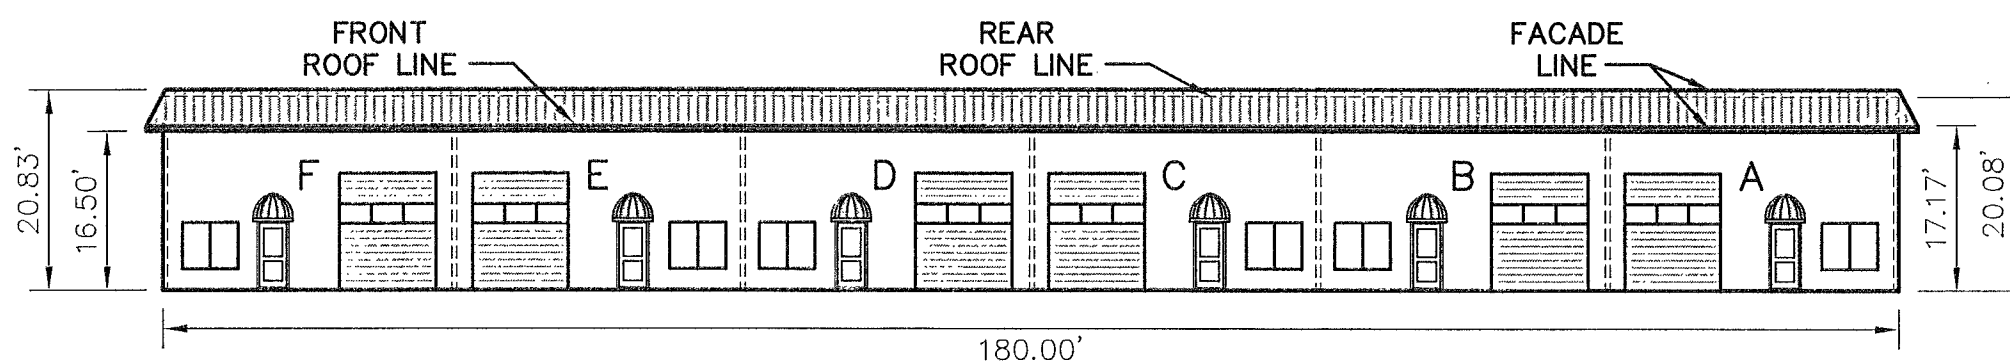 FRONT
ROOF LINE
REAR
ROOF LINE
FACADE
LINE
20.83'
16.50'
F
E
D
C
B
A
17.17'
20.08'
180.00'